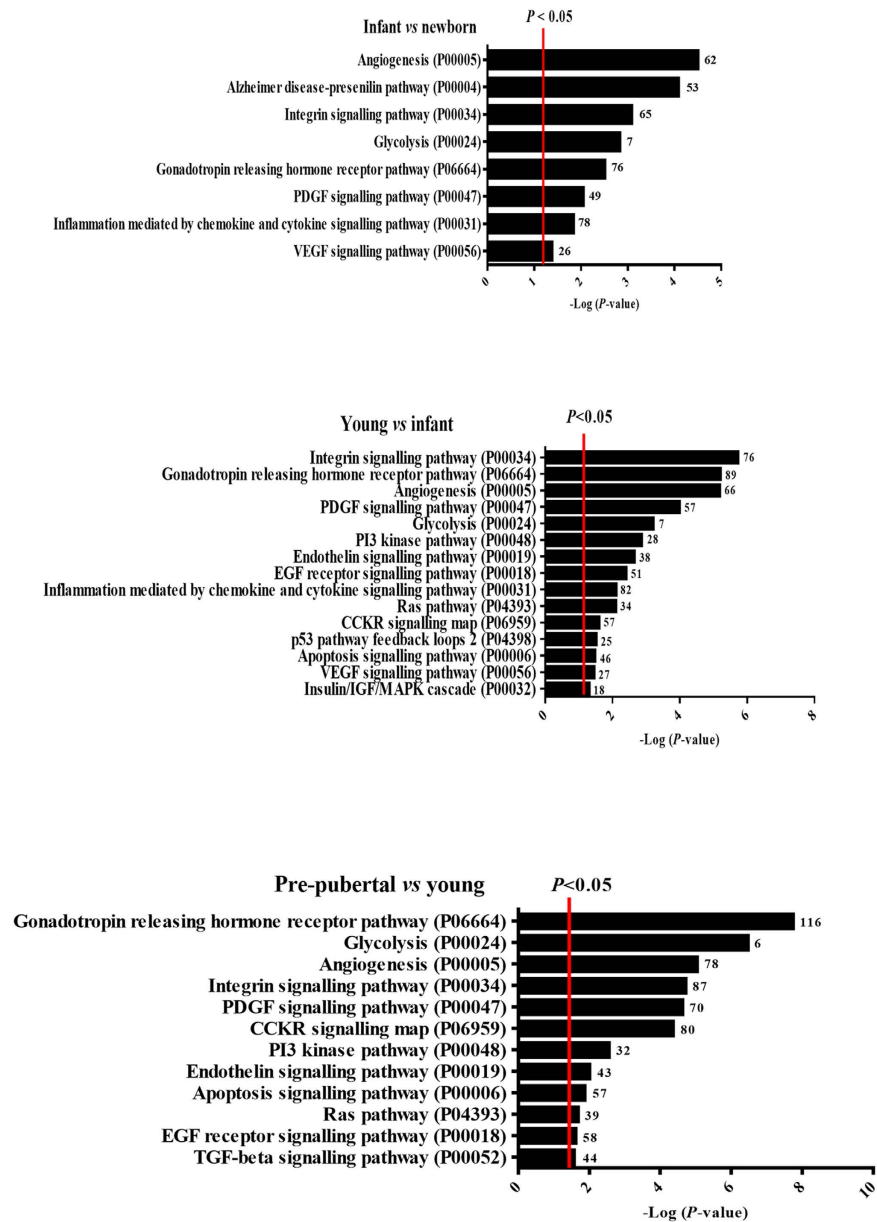 Infant vs newborn
P < 0.05
Angiogenesis (P00005)
62
Alzheimer disease-presenilin pathway (P00004)
53
Integrin signalling pathway (P00034)
65
Glycolysis (P00024)
7
Gonadotropin releasing hormone receptor pathway (P06664)
76
PDGF signalling pathway (P00047)
49
Inflammation mediated by chemokine and cytokine signalling pathway (P00031)
78
VEGF signalling pathway (P00056)
26
0 1 2 3 4 5
-Log (P-value)
Young vs infant
P<0.05
Integrin signalling pathway (P00034)
76
Gonadotropin releasing hormone receptor pathway (P06664)
89
Angiogenesis (P00005)
66
PDGF signalling pathway (P00047)
57
Glycolysis (P00024)
7
PI3 kinase pathway (P00048)
28
Endothelin signalling pathway (P00019)
38
EGF receptor signalling pathway (P00018)
51
Inflammation mediated by chemokine and cytokine signalling pathway (P00031)
82
Ras pathway (P04393)
34
CCKR signalling map (P06959)
57
p53 pathway feedback loops 2 (P04398)
25
Apoptosis signalling pathway (P00006)
46
VEGF signalling pathway (P00056)
27
Insulin/IGF/MAPK cascade (P00032)
18
0 2 4 6 8
-Log (P-value)
Pre-pubertal vs young
P<0.05
Gonadotropin releasing hormone receptor pathway (P06664)
116
Glycolysis (P00024)
6
Angiogenesis (P00005)
78
Integrin signalling pathway (P00034)
87
PDGF signalling pathway (P00047)
70
CCKR signalling map (P06959)
80
PI3 kinase pathway (P00048)
32
Endothelin signalling pathway (P00019)
43
Apoptosis signalling pathway (P00006)
57
Ras pathway (P04393)
39
EGF receptor signalling pathway (P00018)
58
TGF-beta signalling pathway (P00052)
44
0 2 4 6 8 10
-Log (P-value)